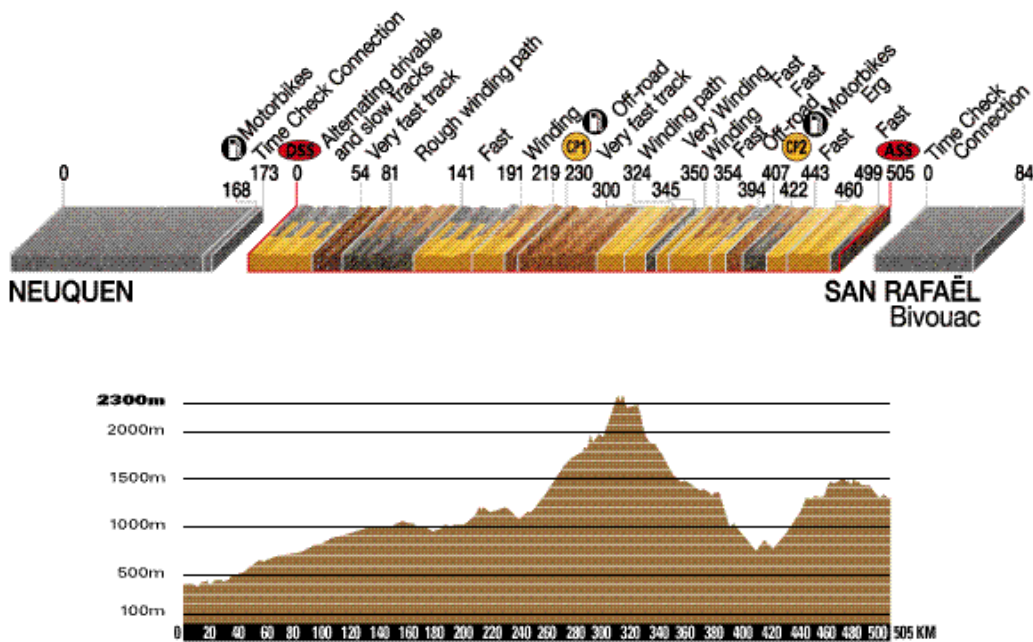 Motorbikes
Time Check Connection
DSS
Alternating drivable
and slow tracks
Very fast track
Rough winding path
Fast
Winding
CP1
Off-road
Very fast track
Winding path
Very Winding
Winding
Fast
Fast
Fast
Off-road
CP2
Motorbikes
Erg
Fast
Fast
ASS
Time Check
Connection
0 168 173 0 54 81 141 191 219 230 300 324 345 350 354 394 407 422 443 460 499 505 0 84
NEUQUEN
SAN RAFAËL
Bivouac
2300m
2000m
1500m
1000m
500m
100m
0 20 40 60 80 100 120 140 160 180 200 220 240 260 280 300 320 340 360 380 400 420 440 460 480 500 505 KM